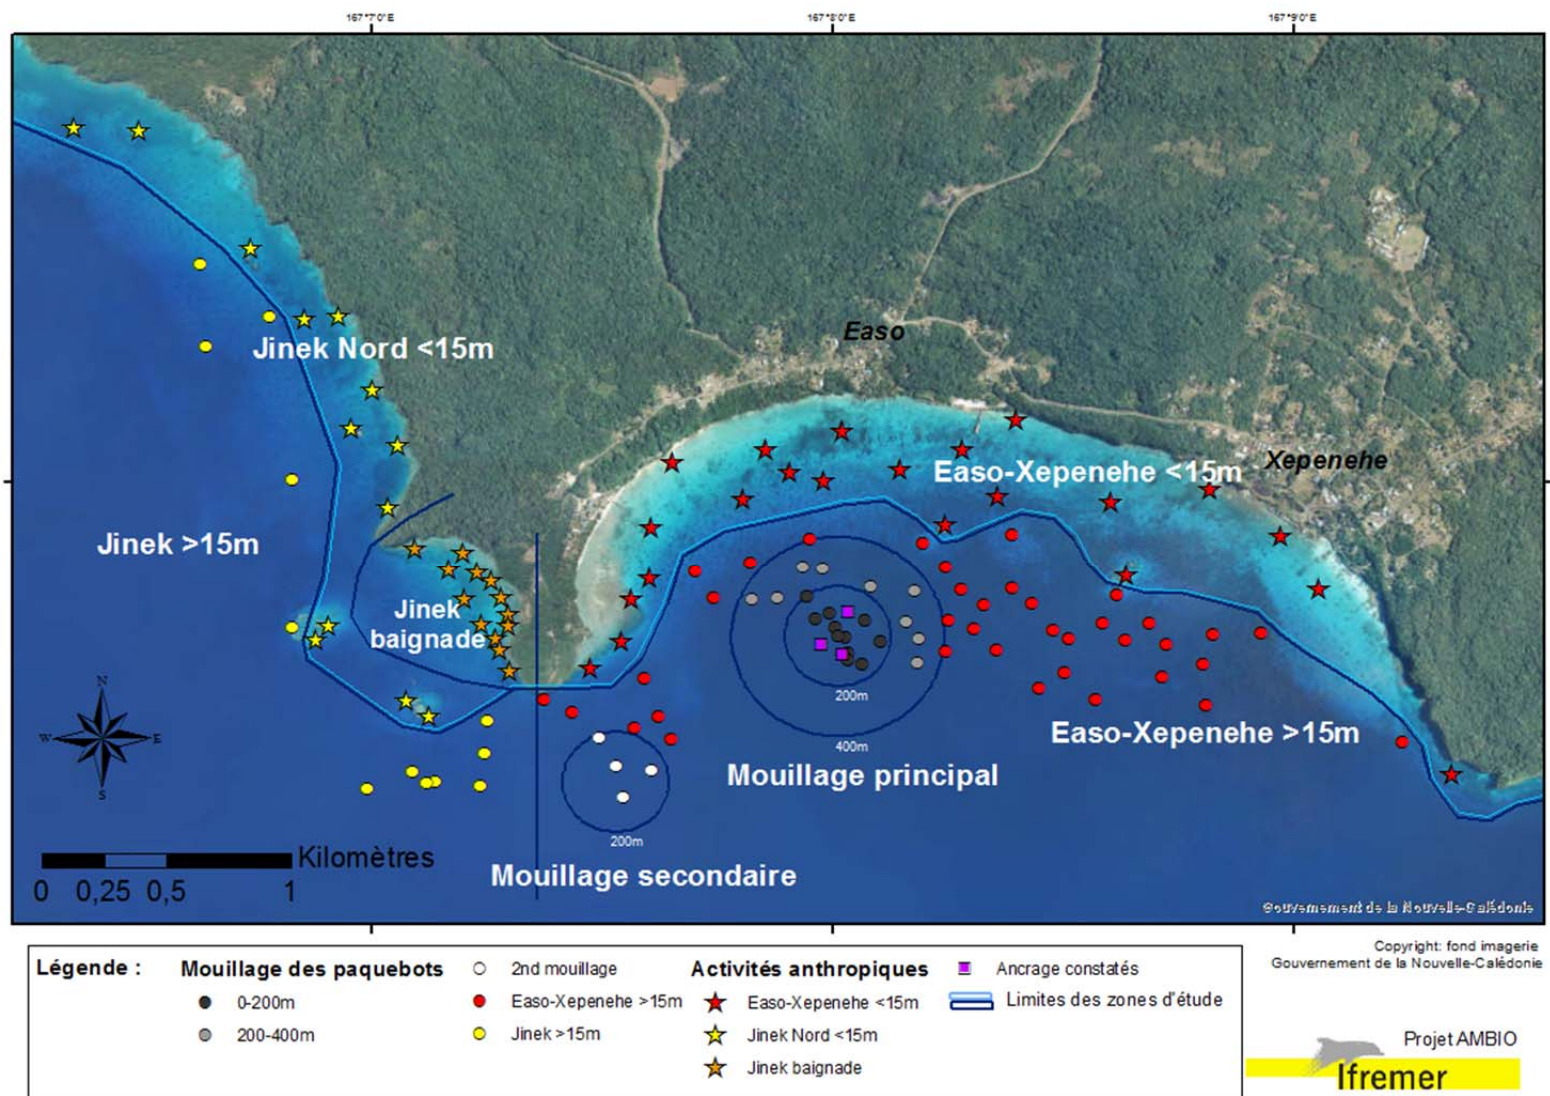 167°7'0"E
167°8'0"E
167°9'0"E
Easo
Jinek Nord <15m
Xepenehe
Easo-Xepenehe <15m
Jinek >15m
Jinek
baignade
N
W
E
S
200m
400m
Easo-Xepenehe >15m
Mouillage principal
200m
Mouillage secondaire
Kilomètres
0 0,25 0,5 1
Gouvernement de la Nouvelle-Calédonie
Légende :
Mouillage des paquebots
0-200m
200-400m
2nd mouillage
Easo-Xepenehe >15m
Jinek >15m
Activités anthropiques
Easo-Xepenehe <15m
Jinek Nord <15m
Jinek baignade
Ancrage constatés
Limites des zones d'étude
Copyright: fond imagerie
Gouvernement de la Nouvelle-Calédonie
Projet AMBIO
Ifremer